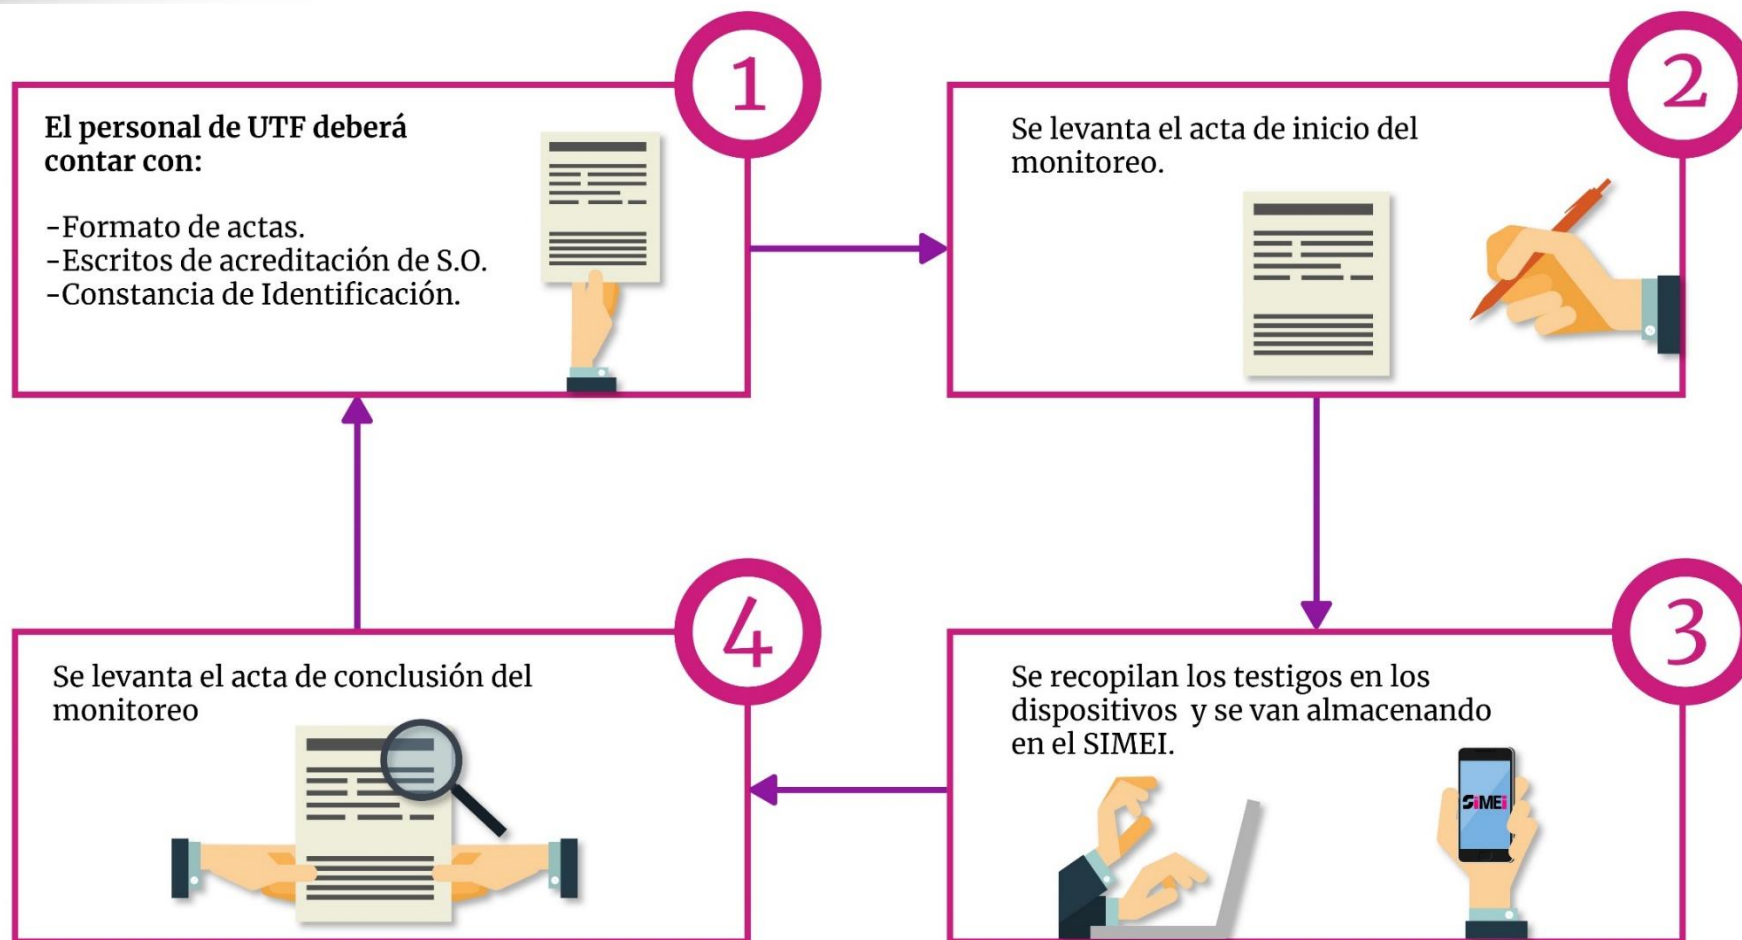 1
El personal de UTF deberá
contar con:
-Formato de actas.
-Escritos de acreditación de S.O.
-Constancia de Identificación.
2
Se levanta el acta de inicio del
monitoreo.
3
Se recopilan los testigos en los
dispositivos y se van almacenando
en el SIMEI.
SiMEi
4
Se levanta el acta de conclusión del
monitoreo